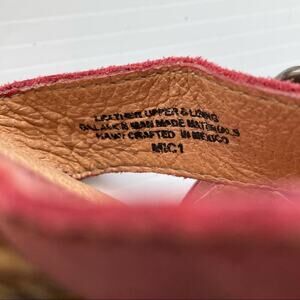 LEATHER UPPER & LINING
BALANCE MAN MADE MATERIALS
HAND CRAFTED IN MEXICO
MIC1